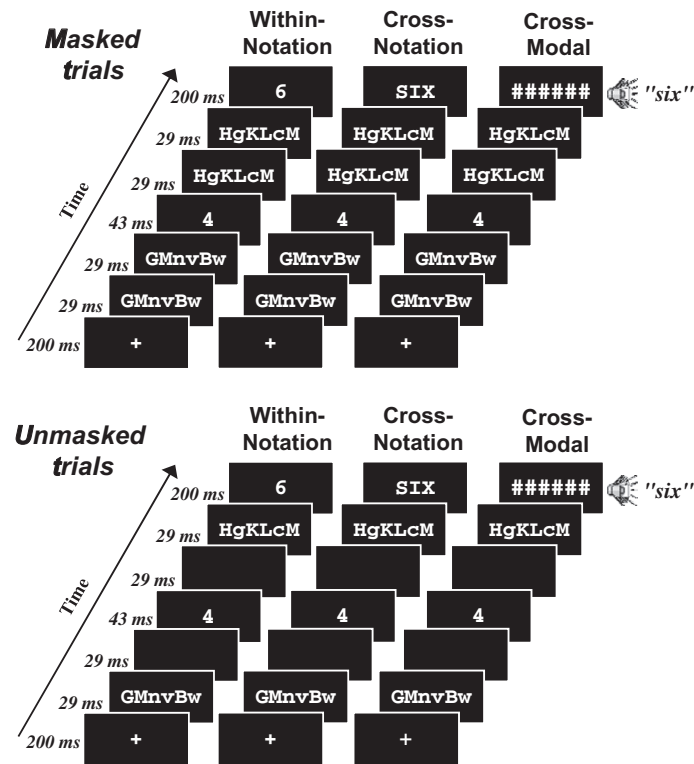 Masked trials
Within-Notation
Cross-Notation
Cross-Modal
200 ms 6 SIX ###### "six"
29 ms HgKLcM HgKLcM HgKLcM
29 ms HgKLcM HgKLcM HgKLcM
43 ms 4 4 4
29 ms GMnvBw GMnvBw GMnvBw
29 ms GMnvBw GMnvBw GMnvBw
200 ms + + +
Time
Unmasked trials
Within-Notation
Cross-Notation
Cross-Modal
200 ms 6 SIX ###### "six"
29 ms HgKLcM HgKLcM HgKLcM
29 ms
43 ms 4 4 4
29 ms
29 ms GMnvBw GMnvBw GMnvBw
200 ms + + +
Time